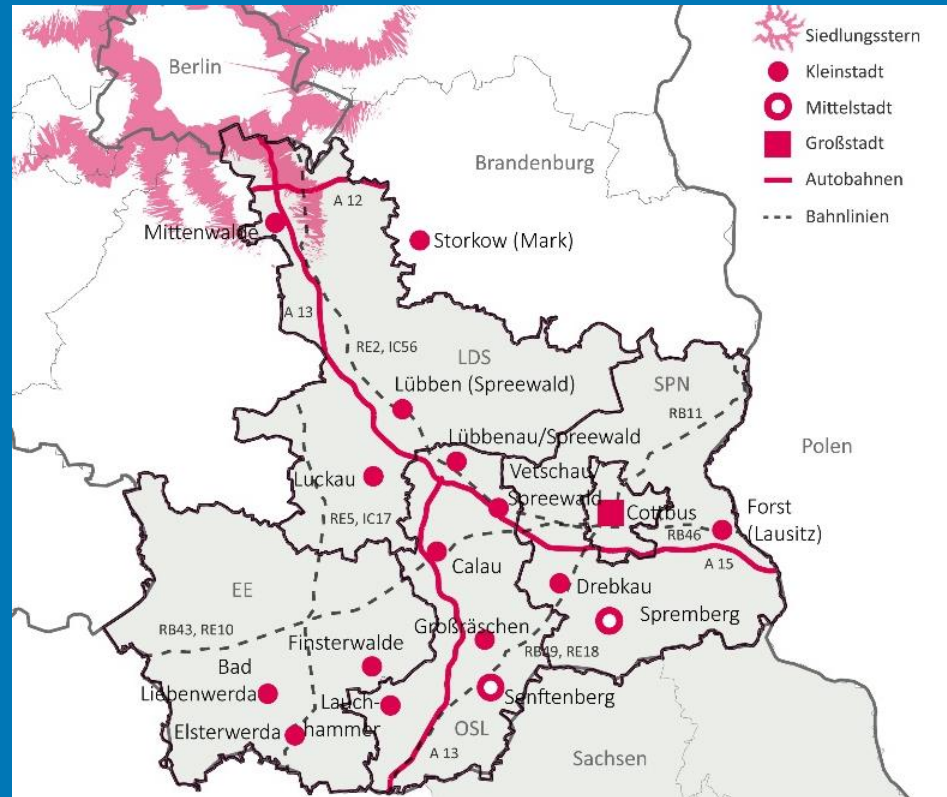 Berlin
Siedlungsstern
Kleinstadt
Mittelstadt
Großstadt
Autobahnen
Bahnlinien
Brandenburg
A 12
Mittenwalde
Storkow (Mark)
A 13
RE2, IC56
LDS
SPN
Lübben (Spreewald)
RB11
Lübbenau/Spreewald
Polen
Luckau
Vetschau/
Spreewald
Cottbus
Forst
(Lausitz)
RE5, IC17
RB46
A 15
Calau
EE
Drebkau
Spremberg
RB43, RE10
Finsterwalde
Großräschen
RB49, RE18
Bad
Liebenwerda
Senftenberg
Lauch-
hammer
Elsterwerda
OSL
A 13
Sachsen